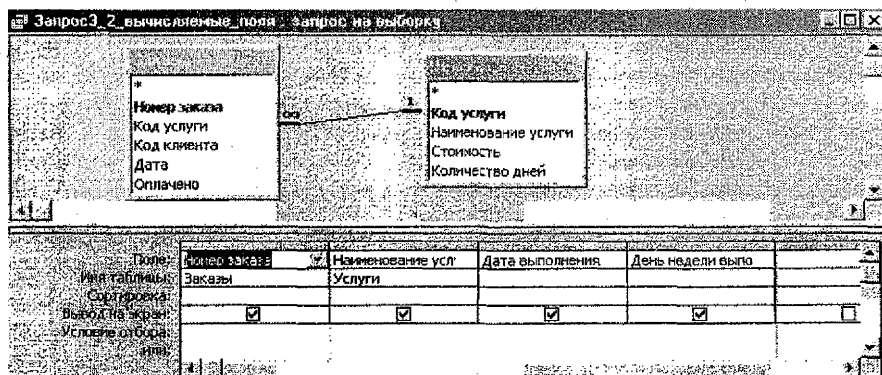 Запрос3_2_вычисляемые_поля : запрос на выборку
*
Номер заказа
Код услуги
Код клиента
Дата
Оплачено
∞
1
*
Код услуги
Наименование услуги
Стоимость
Количество дней
Поле: Номер заказа Наименование усл Дата выполнения День недели выпо
Имя таблицы: Заказы Услуги
Сортировка:
Вывод на экран:
Условие отбора:
или: